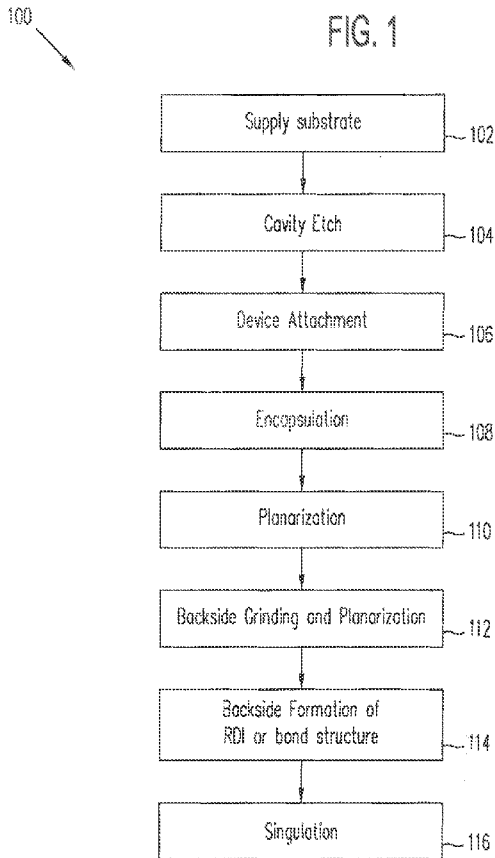 100
FIG. 1
Supply substrate
102
Cavity Etch
104
Device Attachment
106
Encapsulation
108
Planarization
110
Backside Grinding and Planarization
112
Backside Formation of
RDI or bond structure
114
Singulation
116